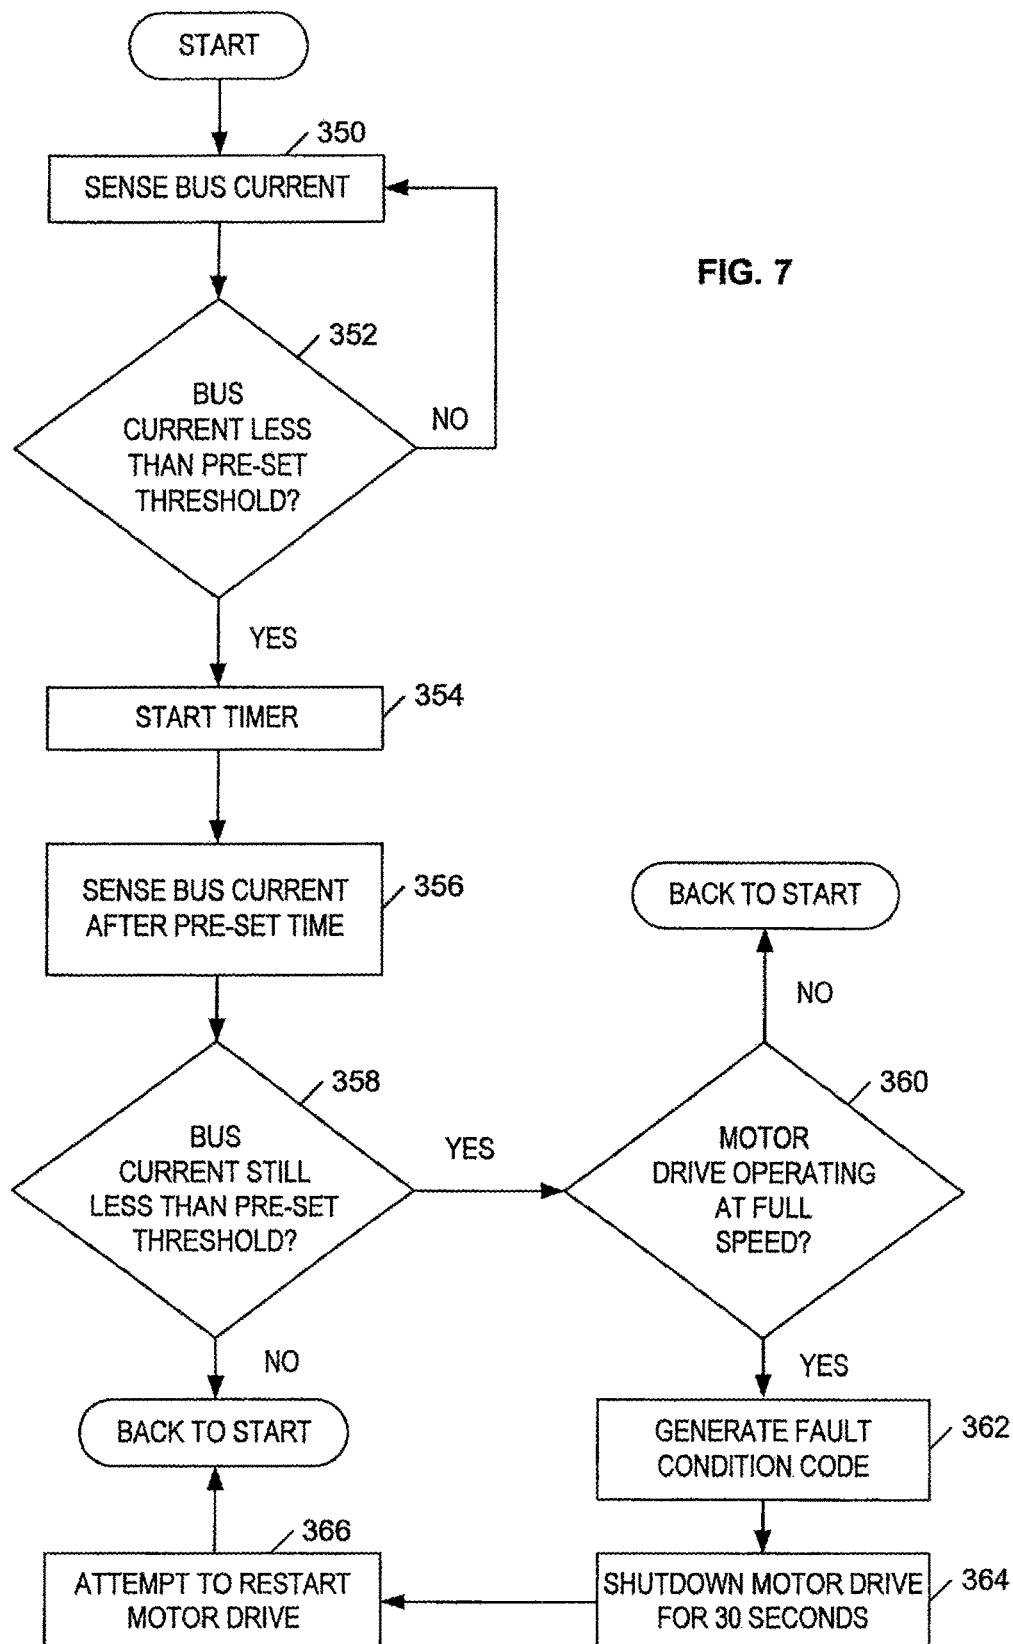 START
350
SENSE BUS CURRENT
FIG. 7
352
BUS
CURRENT LESS
THAN PRE-SET
THRESHOLD?
NO
YES
354
START TIMER
356
SENSE BUS CURRENT
AFTER PRE-SET TIME
358
BUS
CURRENT STILL
LESS THAN PRE-SET
THRESHOLD?
YES
NO
BACK TO START
BACK TO START
NO
360
MOTOR
DRIVE OPERATING
AT FULL
SPEED?
YES
GENERATE FAULT
CONDITION CODE
362
SHUTDOWN MOTOR DRIVE
FOR 30 SECONDS
364
366
ATTEMPT TO RESTART
MOTOR DRIVE